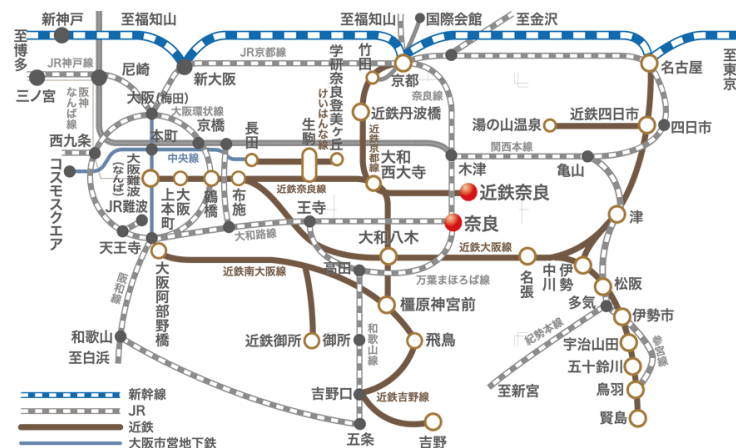 至福知山
至福知山
国際会館
至金沢
新神戸
至博多
JR神戸線
尼崎
新大阪
JR京都線
竹田
京都
名古屋
至東京
三ノ宮
阪神なんば線
大阪(梅田)
大阪環状線
学研奈良登美ヶ丘
けいはんな線
奈良線
近鉄丹波橋
近鉄京都線
湯の山温泉
近鉄四日市
四日市
西九条
本町
京橋
長田
生駒
中央線
コスモスクエア
大阪難波
(なんば)
近鉄奈良線
大和
西大寺
関西本線
木津
亀山
近鉄奈良
JR難波
大阪
上本町
鶴橋
布施
王寺
奈良
津
天王寺
大和路線
大和八木
近鉄大阪線
高田
万葉まほろば線
名張
伊勢
中川
松阪
阪和線
大阪阿部野橋
近鉄南大阪線
多気
橿原神宮前
紀勢本線
伊勢市
参宮線
和歌山
至白浜
近鉄御所
御所
和歌山線
飛鳥
宇治山田
五十鈴川
鳥羽
至新宮
吉野口
近鉄吉野線
賢島
五条
吉野
新幹線
JR
近鉄
大阪市営地下鉄